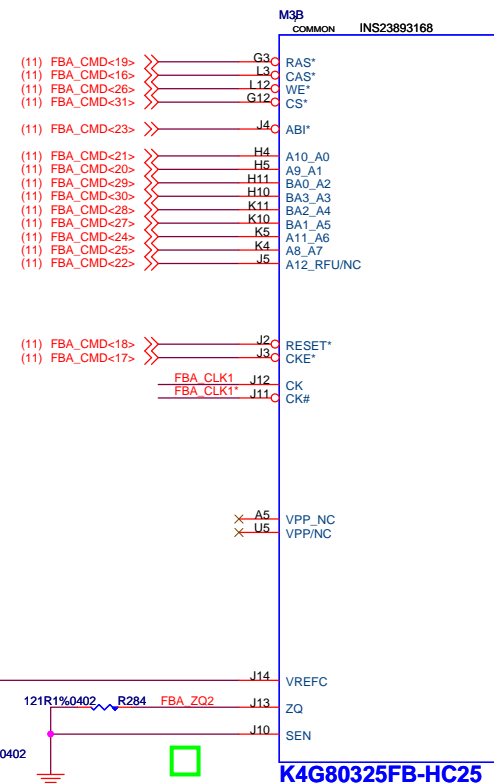 M3B
COMMON INS23893168
(11) FBA_CMD<19> G3 RAS*
(11) FBA_CMD<16> L3 CAS*
(11) FBA_CMD<26> L12 WE*
(11) FBA_CMD<31> G12 CS*
(11) FBA_CMD<23> J4 ABI*
(11) FBA_CMD<21> H4 A10_A0
(11) FBA_CMD<20> H5 A9_A1
(11) FBA_CMD<29> H11 BA0_A2
(11) FBA_CMD<30> H10 BA3_A3
(11) FBA_CMD<28> K11 BA2_A4
(11) FBA_CMD<27> K10 BA1_A5
(11) FBA_CMD<24> K5 A11_A6
(11) FBA_CMD<25> K4 A8_A7
(11) FBA_CMD<22> J5 A12_RFU/NC
(11) FBA_CMD<18> J2 RESET*
(11) FBA_CMD<17> J3 CKE*
FBA_CLK1 J12 CK
FBA_CLK1* J11 CK#
A5 VPP_NC
U5 VPP/NC
J14 VREFC
121R1%0402 R284 FBA_ZQ2 J13 ZQ
J10 SEN
0402
K4G80325FB-HC25